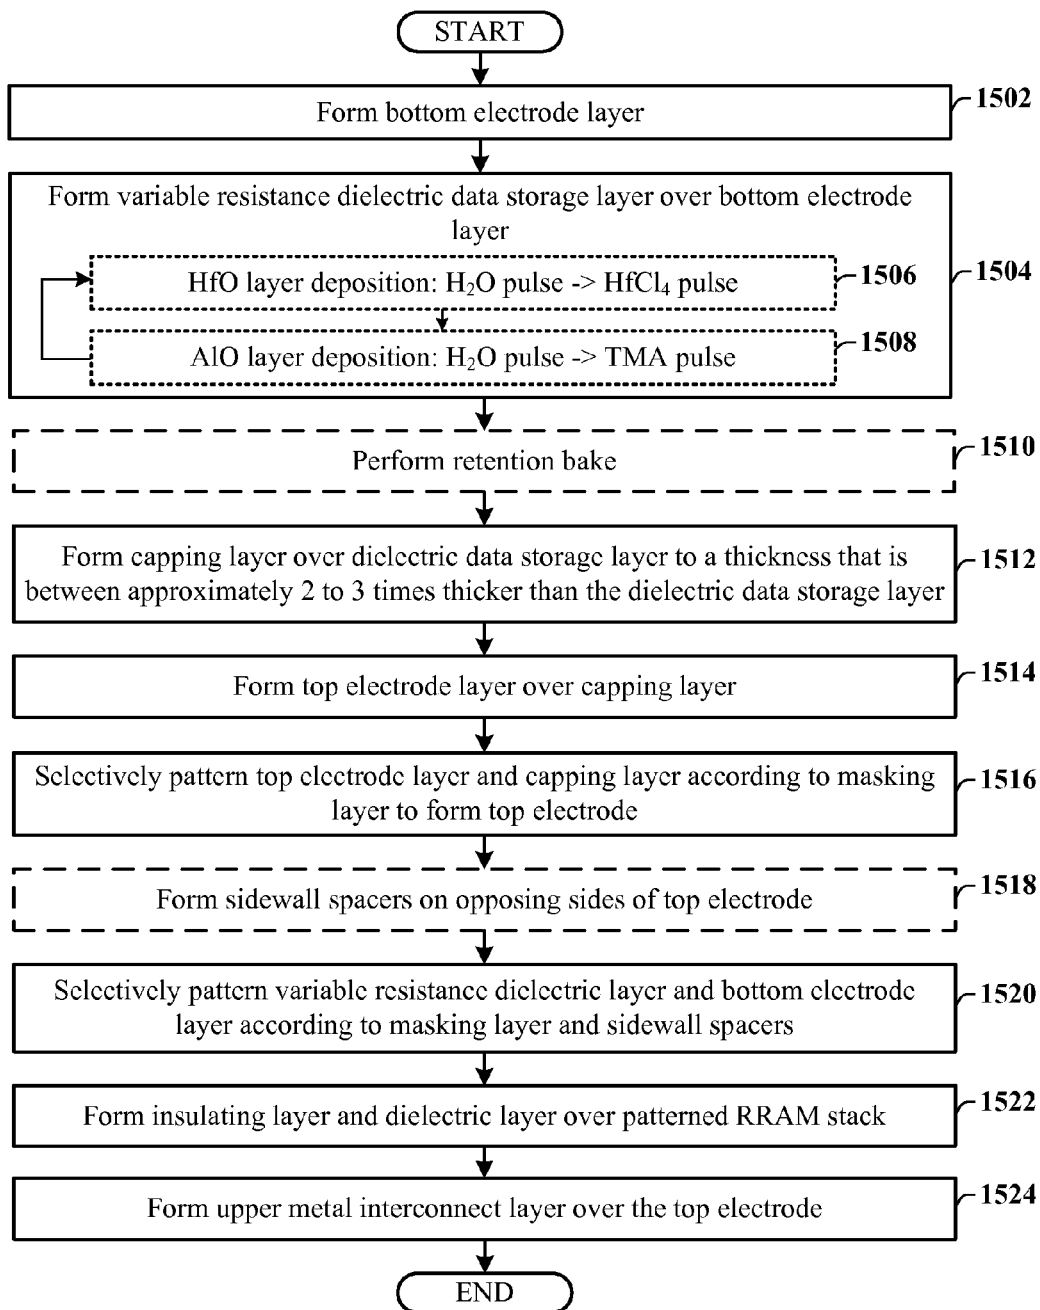 START
Form bottom electrode layer
1502
Form variable resistance dielectric data storage layer over bottom electrode
layer
1504
HfO layer deposition: H₂O pulse -> HfCl₄ pulse
1506
AlO layer deposition: H₂O pulse -> TMA pulse
1508
Perform retention bake
1510
Form capping layer over dielectric data storage layer to a thickness that is
between approximately 2 to 3 times thicker than the dielectric data storage layer
1512
Form top electrode layer over capping layer
1514
Selectively pattern top electrode layer and capping layer according to masking
layer to form top electrode
1516
Form sidewall spacers on opposing sides of top electrode
1518
Selectively pattern variable resistance dielectric layer and bottom electrode
layer according to masking layer and sidewall spacers
1520
Form insulating layer and dielectric layer over patterned RRAM stack
1522
Form upper metal interconnect layer over the top electrode
1524
END